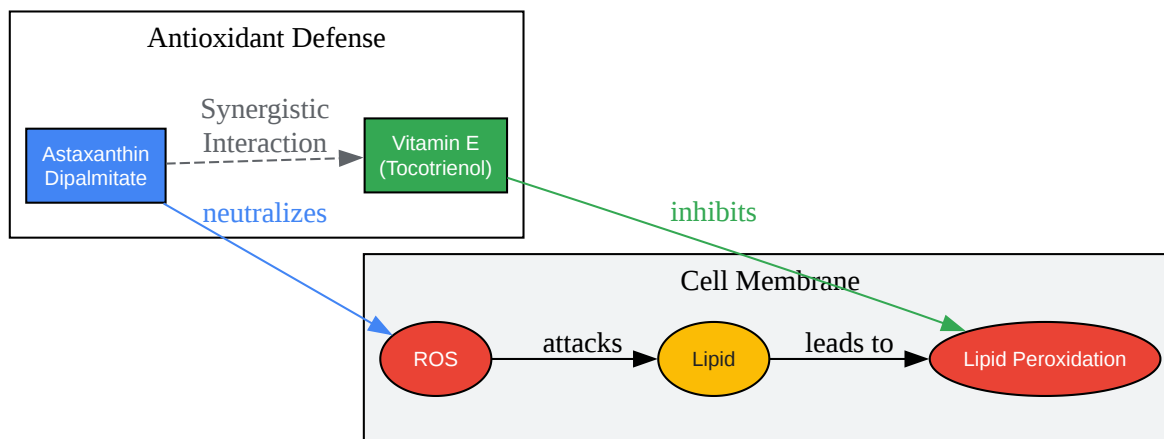 Antioxidant Defense
Synergistic
Interaction
Astaxanthin
Dipalmitate
Vitamin E
(Tocotrienol)
neutralizes
inhibits
Cell Membrane
ROS
attacks
Lipid
leads to
Lipid Peroxidation